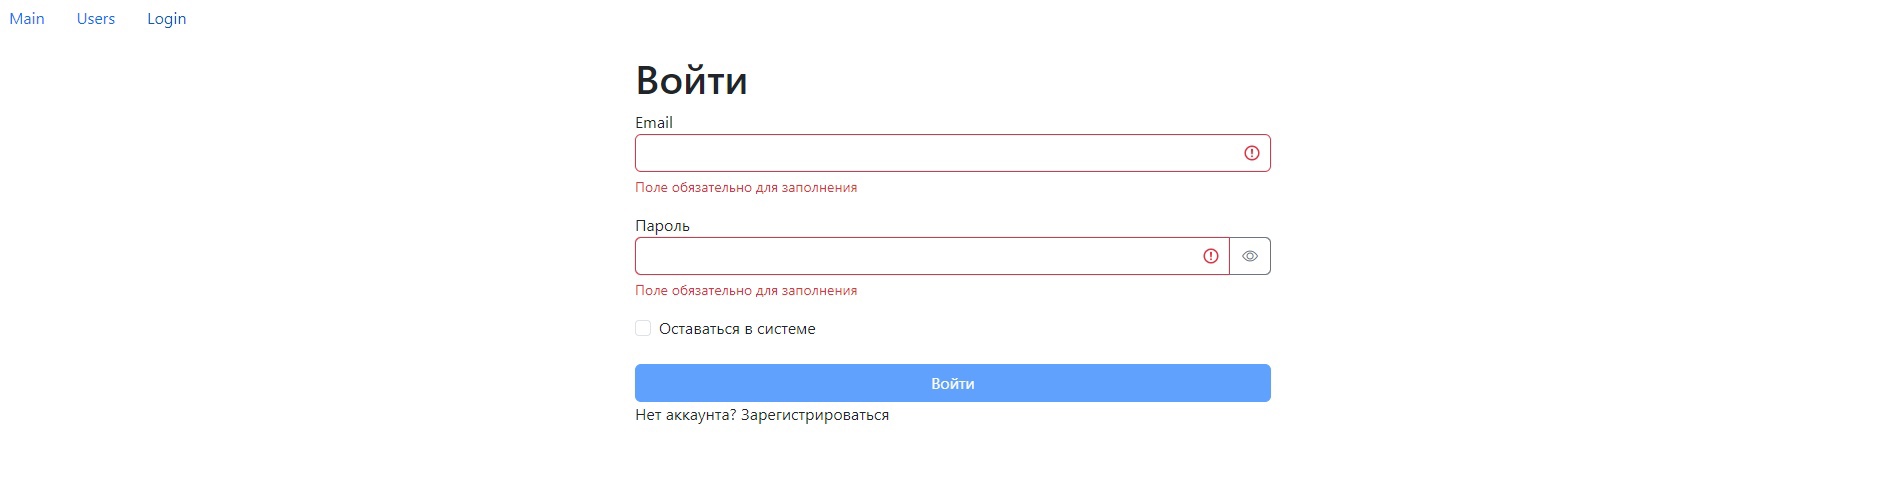 Main Users Login
Войти
Email
Поле обязательно для заполнения
Пароль
Поле обязательно для заполнения
Оставаться в системе
Войти
Нет аккаунта? Зарегистрироваться